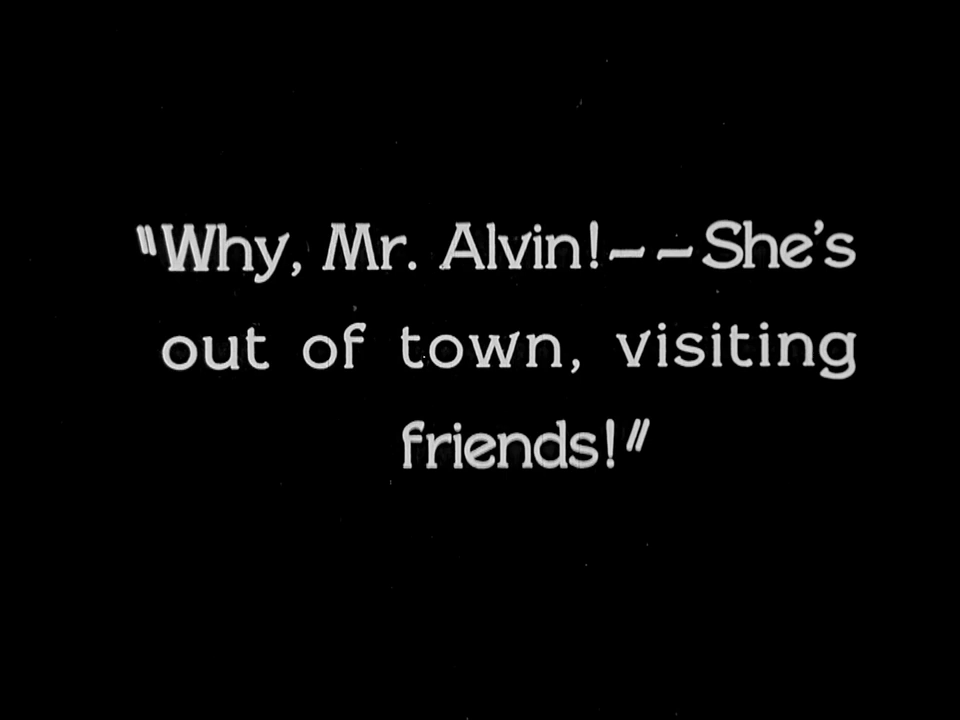 "Why, Mr. Alvin!--She's
out of town, visiting
friends!"